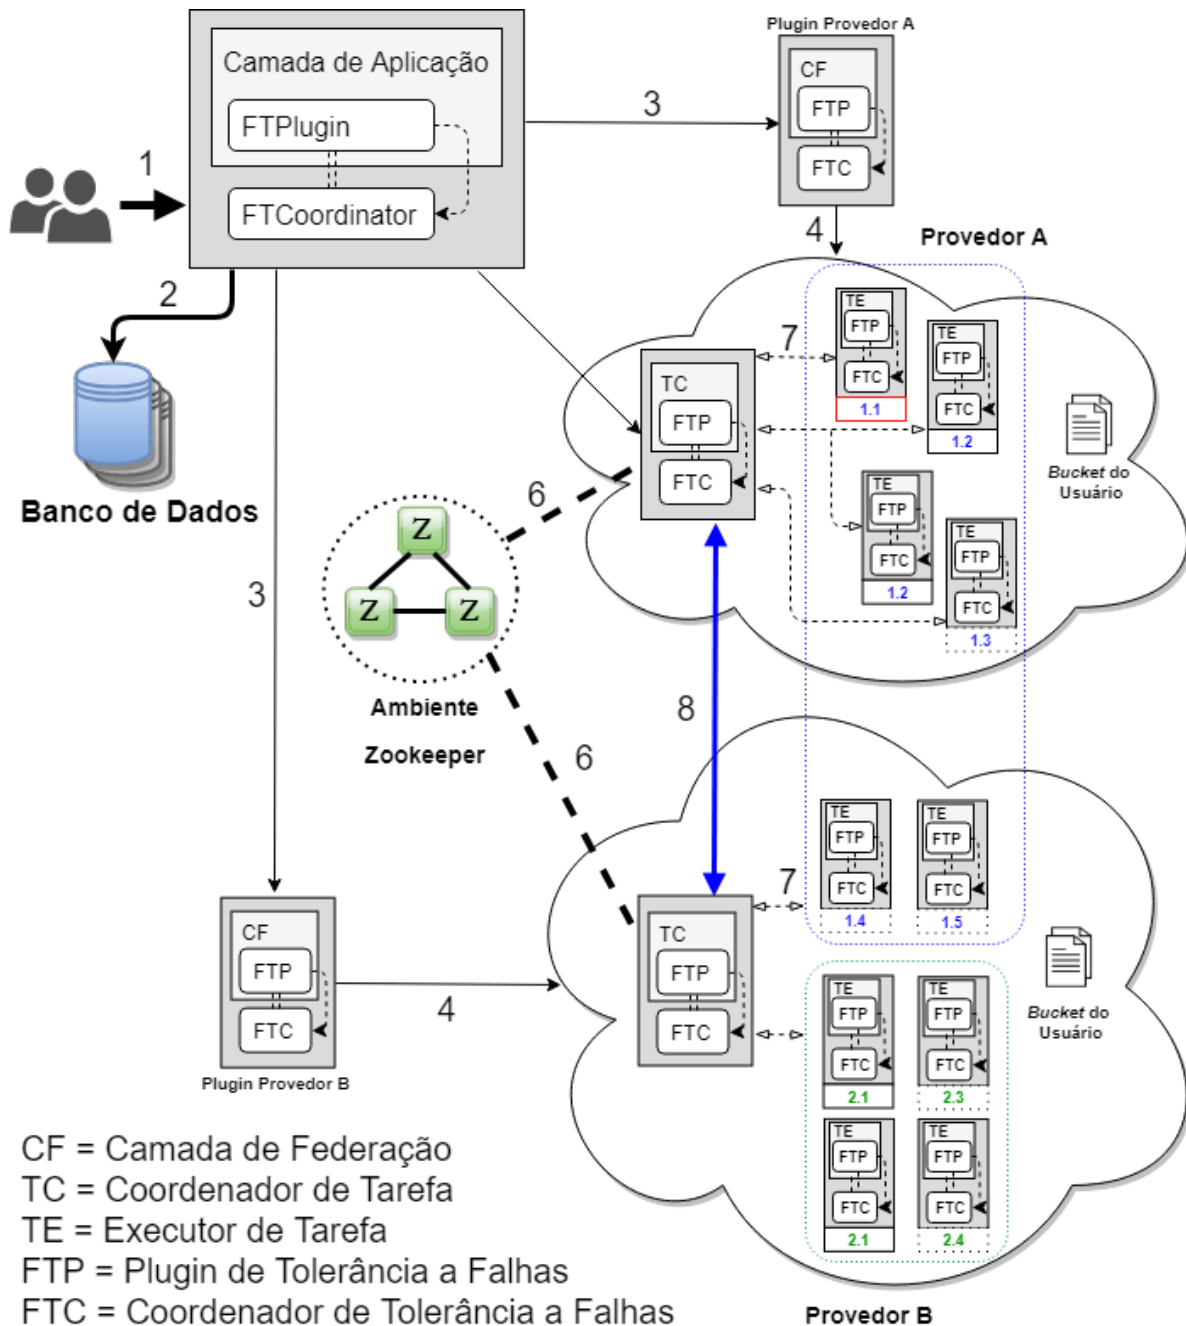 Plugin Provedor A
Camada de Aplicação
FTPlugin
FTCoordinator
CF
FTP
FTC
1
3
2
4
Provedor A
Banco de Dados
TC
FTP
FTC
7
TE
FTP
FTC
1.1
TE
FTP
FTC
1.2
TE
FTP
FTC
1.2
TE
FTP
FTC
1.3
Bucket do
Usuário
6
Z
Z
Z
Ambiente
Zookeeper
3
6
8
TC
FTP
FTC
7
TE
FTP
FTC
1.4
TE
FTP
FTC
1.5
TE
FTP
FTC
2.1
TE
FTP
FTC
2.3
TE
FTP
FTC
2.1
TE
FTP
FTC
2.4
Bucket do
Usuário
CF
FTP
FTC
4
Plugin Provedor B
CF = Camada de Federação
TC = Coordenador de Tarefa
TE = Executor de Tarefa
FTP = Plugin de Tolerância a Falhas
FTC = Coordenador de Tolerância a Falhas
Provedor B